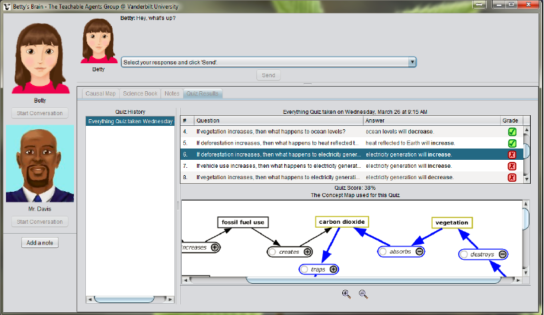 Betty's Brain - The Teachable Agents Group @ Vanderbilt University
Betty: Hey, what's up?
Betty
Select your response and click 'Send'
Send
Betty
Start Conversation
Mr. Davis
Start Conversation
Add a note
Causal Map Science Book Notes Quiz Results
Quiz History
Everything Quiz taken Wednesday
Everything Quiz taken on Wednesday, March 26 at 9:15 AM
# Question Answer Grade
4. If vegetation increases, then what happens to ocean levels? ocean levels will decrease.
5. If deforestation increases, then what happens to heat reflected t... heat reflected to Earth will increase.
6. If deforestation increases, then what happens to electricity gener... electricity generation will increase.
7. If vehicle use increases, then what happens to electricity generat... electricity generation will increase.
8. If vegetation increases, then what happens to electricity generat... electricity generation will increase.
Quiz Score: 38%
The Concept Map used for this Quiz
fossil fuel use
carbon dioxide
vegetation
increases
creates
absorbs
destroys
traps